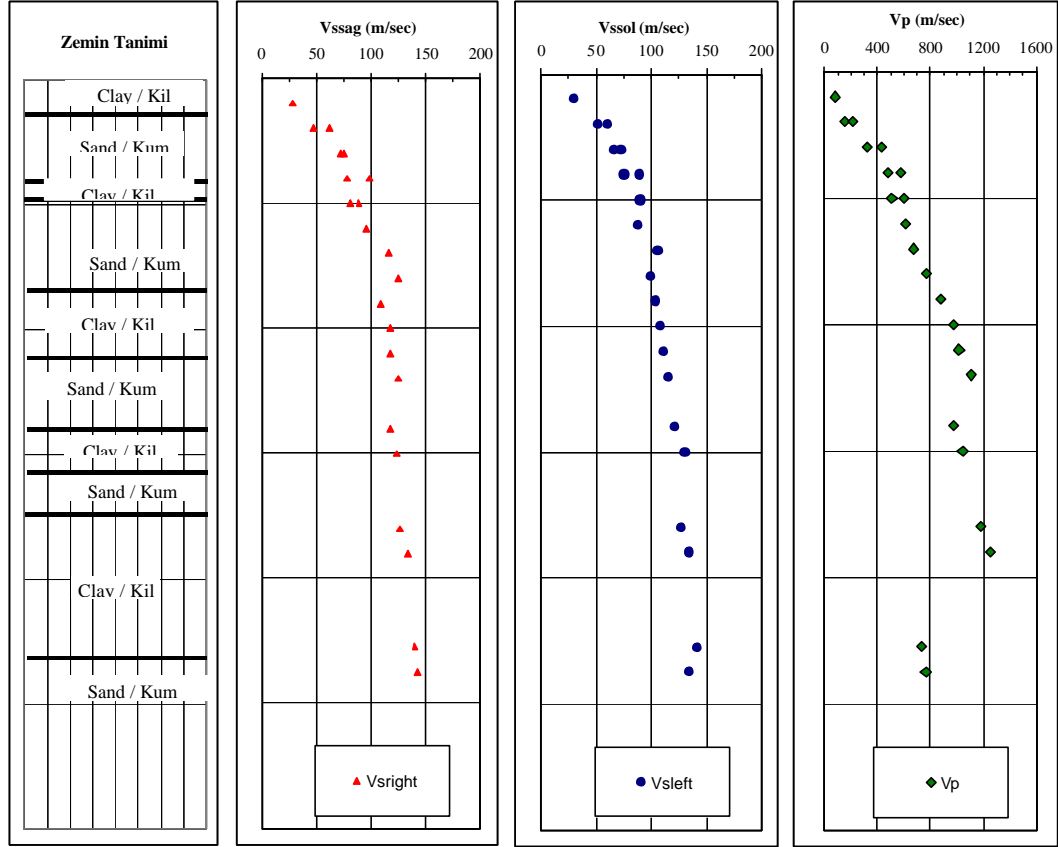 Zemin Tanimi
Clay / Kil
Sand / Kum
Clay / Kil
Sand / Kum
Clay / Kil
Sand / Kum
Clay / Kil
Sand / Kum
Clay / Kil
Sand / Kum
Vssag (m/sec)
0 50 100 150 200
Vsright
Vssol (m/sec)
0 50 100 150 200
Vsleft
Vp (m/sec)
0 400 800 1200 1600
Vp